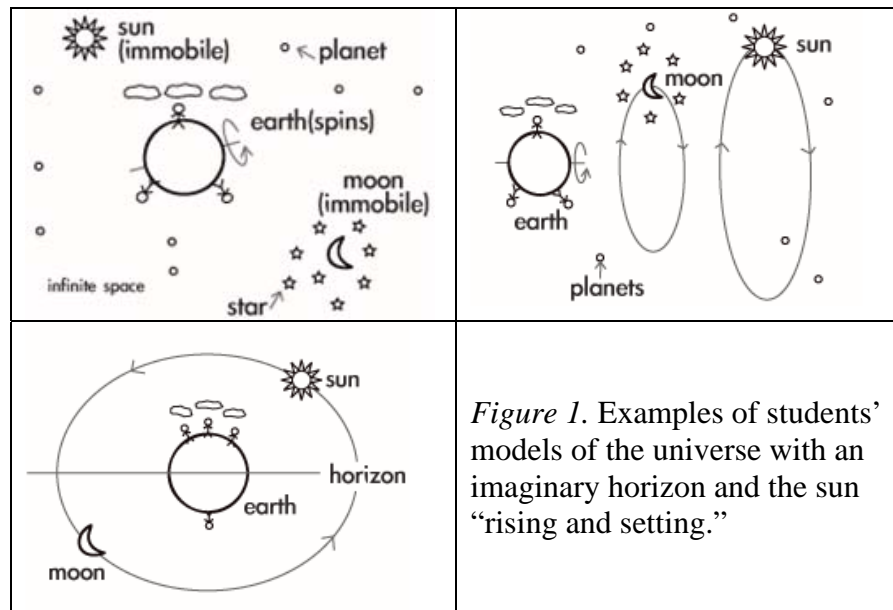 sun
(immobile)
planet
earth(spins)
moon
(immobile)
infinite space
star
sun
moon
earth
planets
sun
horizon
earth
moon
Figure 1. Examples of students’
models of the universe with an
imaginary horizon and the sun
“rising and setting.”